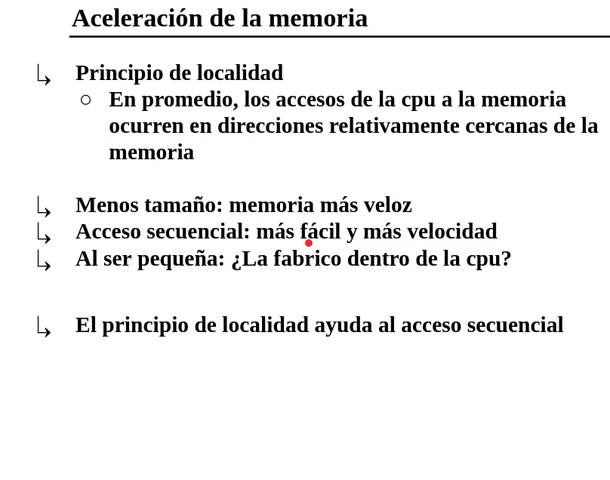 Aceleración de la memoria
Principio de localidad
En promedio, los accesos de la cpu a la memoria
ocurren en direcciones relativamente cercanas de la
memoria
Menos tamaño: memoria más veloz
Acceso secuencial: más fácil y más velocidad
Al ser pequeña: ¿La fabrico dentro de la cpu?
El principio de localidad ayuda al acceso secuencial